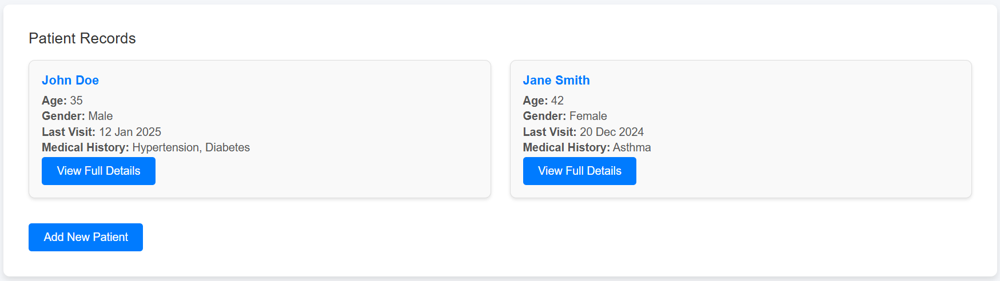 Patient Records
John Doe
Age: 35
Gender: Male
Last Visit: 12 Jan 2025
Medical History: Hypertension, Diabetes
View Full Details
Jane Smith
Age: 42
Gender: Female
Last Visit: 20 Dec 2024
Medical History: Asthma
View Full Details
Add New Patient